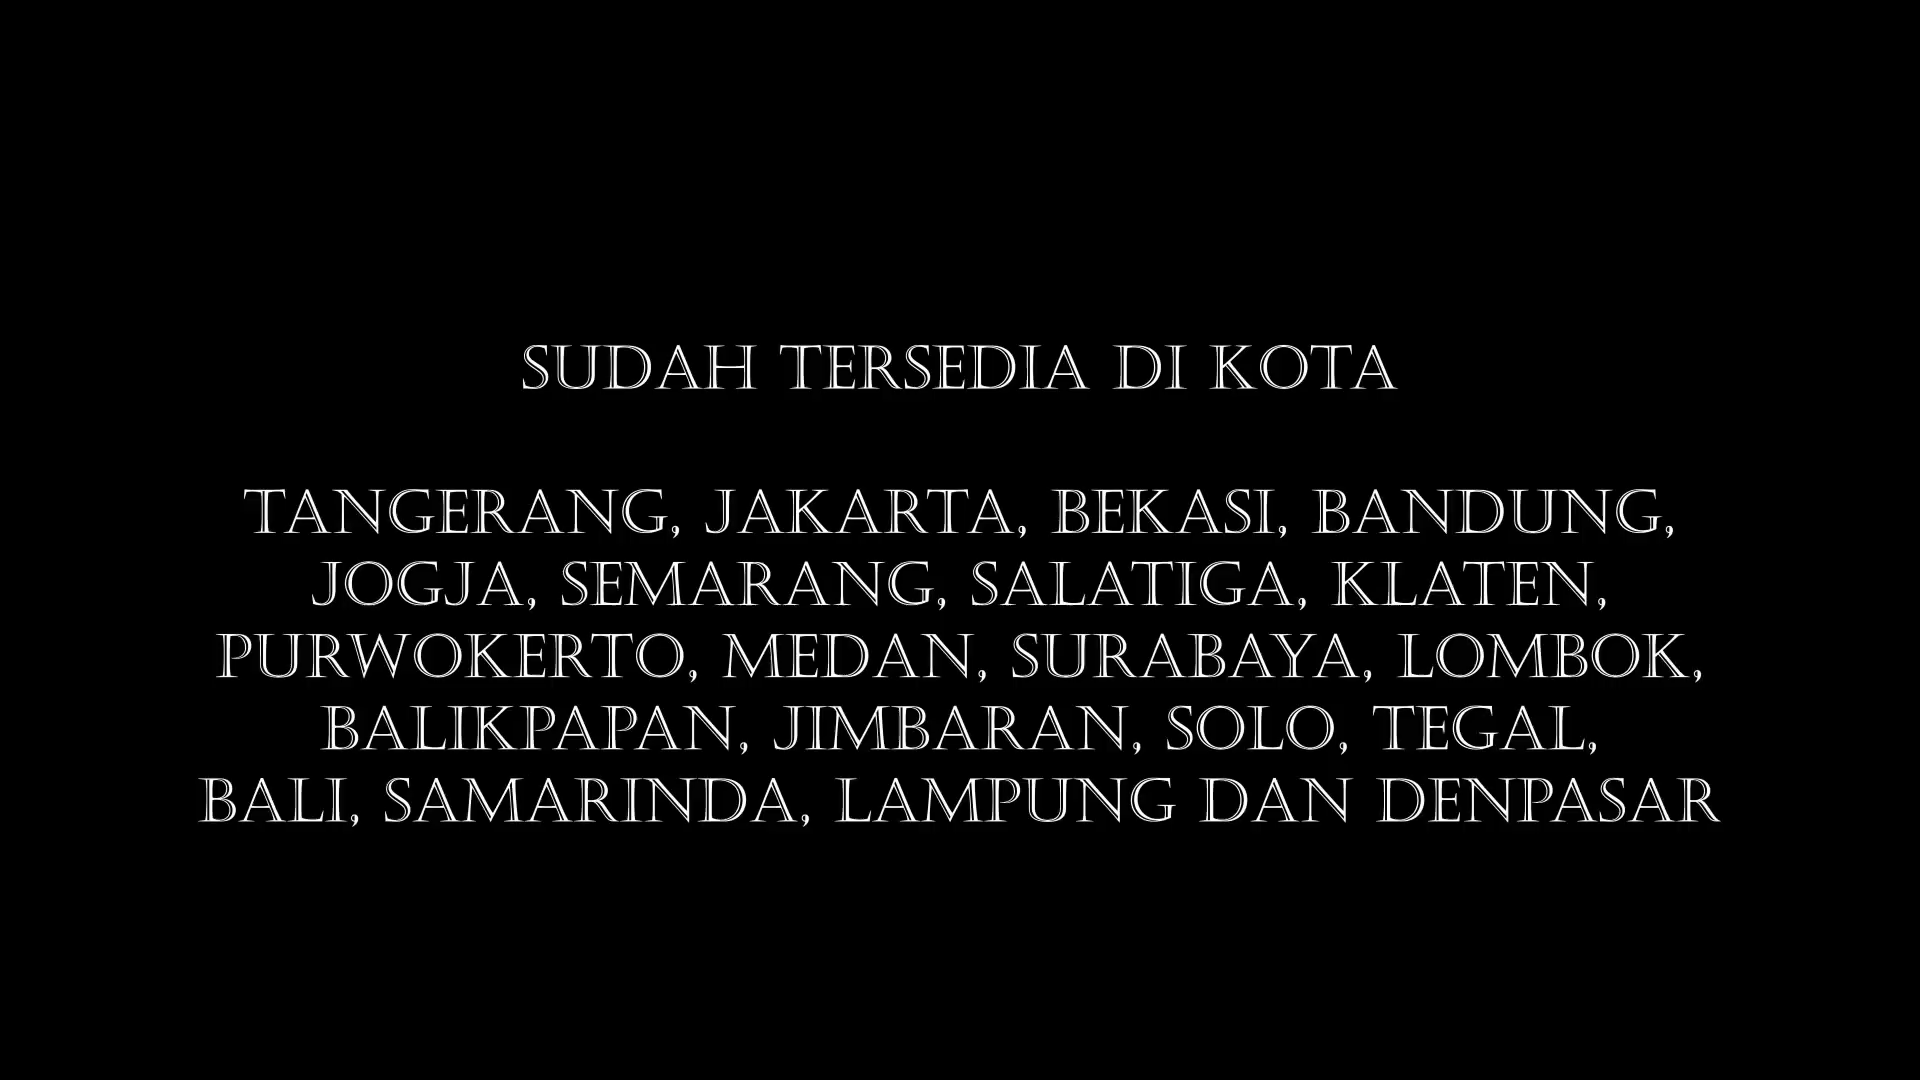 SUDAH TERSEDIA DI KOTA
TANGERANG, JAKARTA, BEKASI, BANDUNG,
JOGJA, SEMARANG, SALATIGA, KLATEN,
PURWOKERTO, MEDAN, SURABAYA, LOMBOK,
BALIKPAPAN, JIMBARAN, SOLO, TEGAL,
BALI, SAMARINDA, LAMPUNG DAN DENPASAR